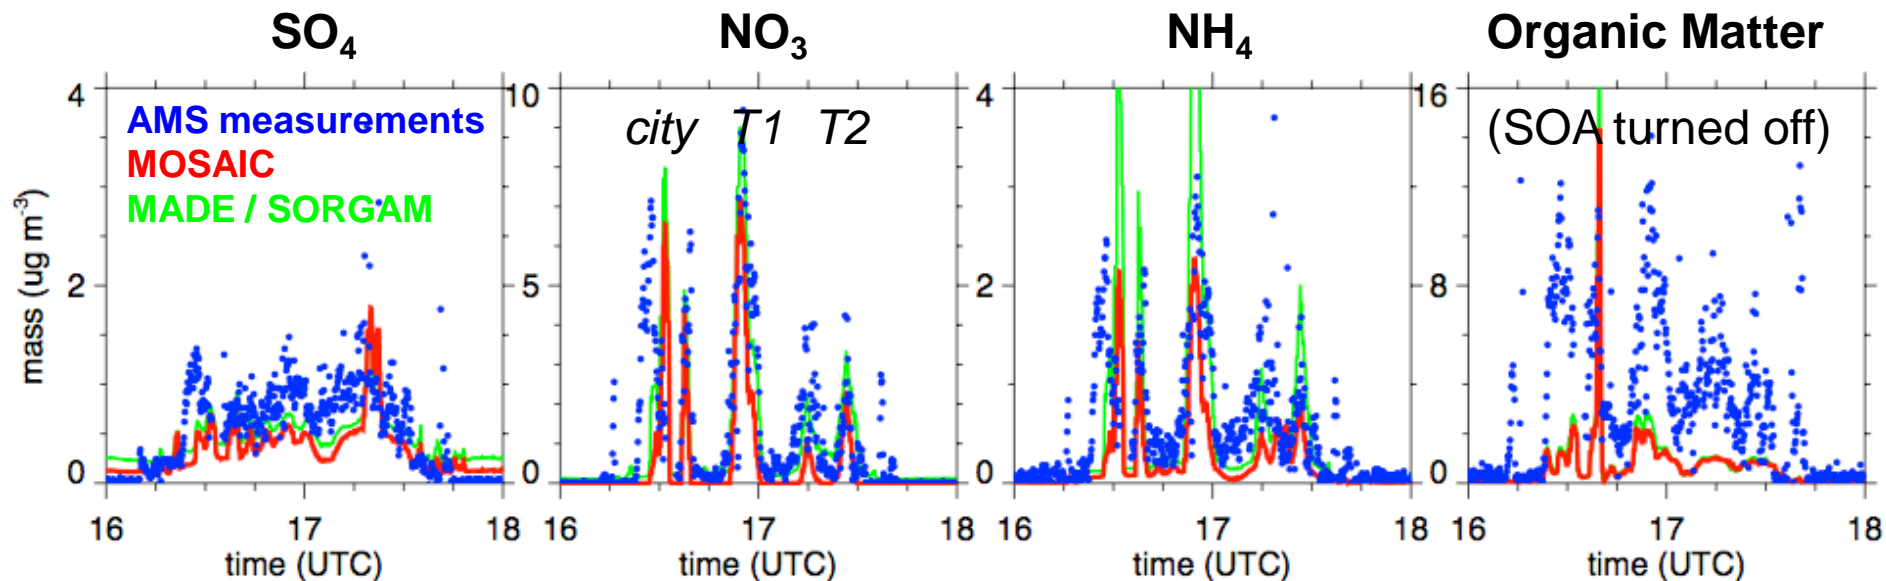 SO4 NO3 NH4 Organic Matter
AMS measurements
MOSAIC
MADE / SORGAM
city T1 T2
(SOA turned off)
mass (ug m-3)
4
2
0
10
5
0
4
2
0
16
8
0
16 17 18
16 17 18
16 17 18
16 17 18
time (UTC) time (UTC) time (UTC) time (UTC)